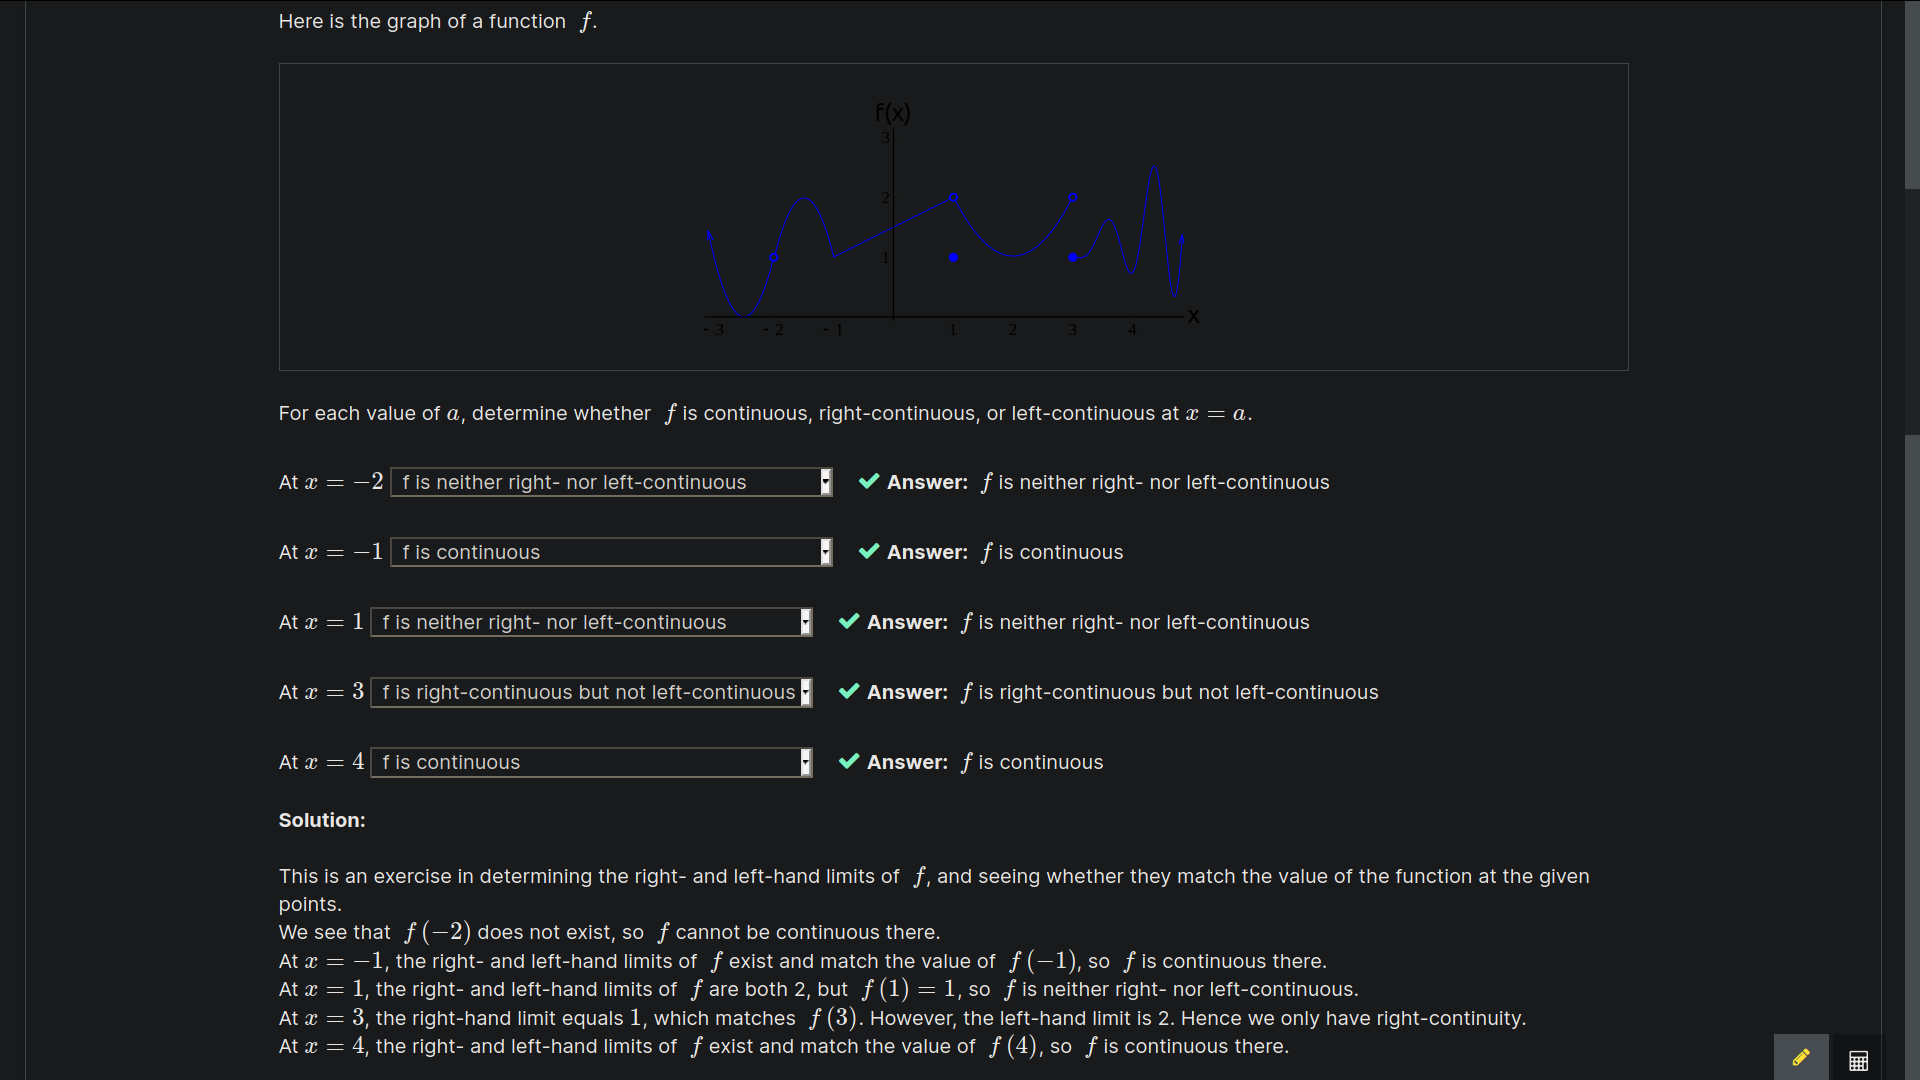 Here is the graph of a function f.
f(x)
3
2
1
- 3 - 2 - 1 1 2 3 4
x
For each value of a, determine whether f is continuous, right-continuous, or left-continuous at x = a.
At x = −2 f is neither right- nor left-continuous Answer: f is neither right- nor left-continuous
At x = −1 f is continuous Answer: f is continuous
At x = 1 f is neither right- nor left-continuous Answer: f is neither right- nor left-continuous
At x = 3 f is right-continuous but not left-continuous Answer: f is right-continuous but not left-continuous
At x = 4 f is continuous Answer: f is continuous
Solution:
This is an exercise in determining the right- and left-hand limits of f, and seeing whether they match the value of the function at the given
points.
We see that f (−2) does not exist, so f cannot be continuous there.
At x = −1, the right- and left-hand limits of f exist and match the value of f (−1), so f is continuous there.
At x = 1, the right- and left-hand limits of f are both 2, but f (1) = 1, so f is neither right- nor left-continuous.
At x = 3, the right-hand limit equals 1, which matches f (3). However, the left-hand limit is 2. Hence we only have right-continuity.
At x = 4, the right- and left-hand limits of f exist and match the value of f (4), so f is continuous there.